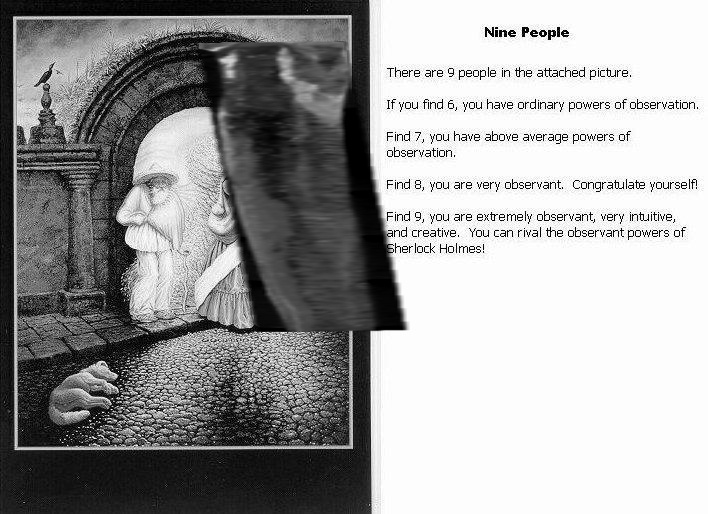 Nine People
There are 9 people in the attached picture.
If you find 6, you have ordinary powers of observation.
Find 7, you have above average powers of
observation.
Find 8, you are very observant.  Congratulate yourself!
Find 9, you are extremely observant, very intuitive,
and creative.  You can rival the observant powers of
Sherlock Holmes!